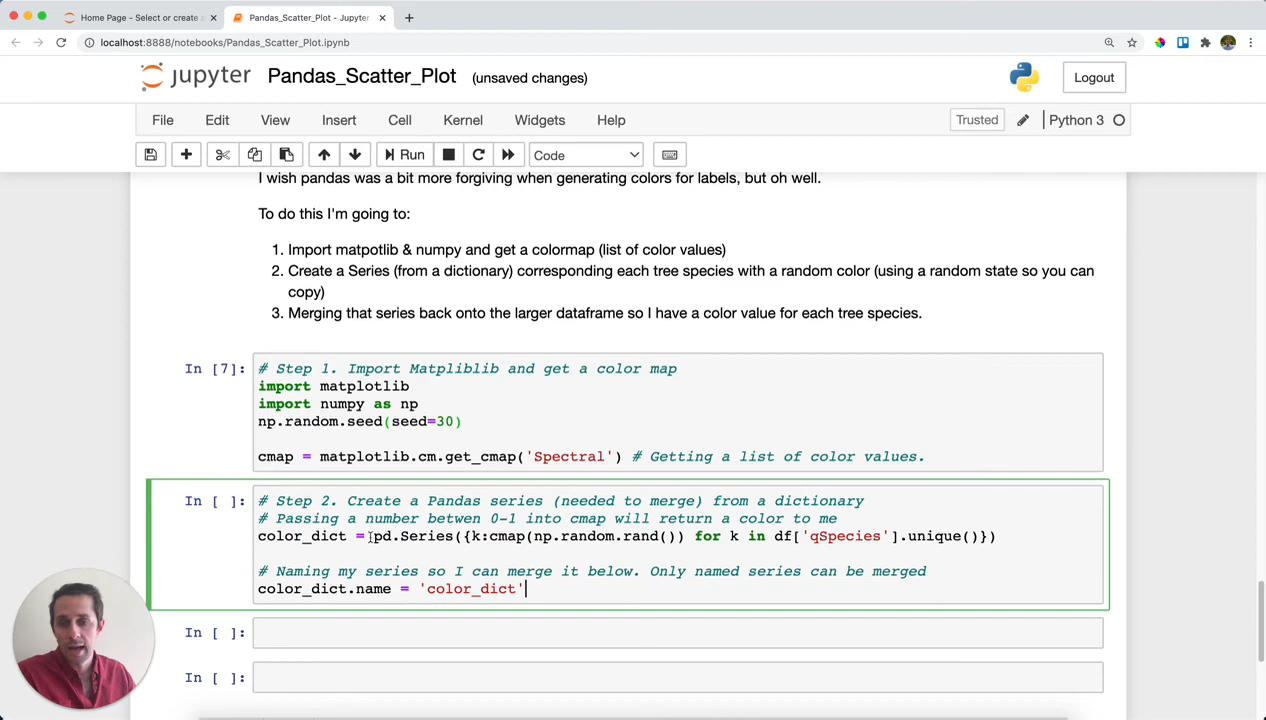 Home Page - Select or create a
Pandas_Scatter_Plot - Jupyter
localhost:8888/notebooks/Pandas_Scatter_Plot.ipynb
jupyter Pandas_Scatter_Plot (unsaved changes)
Logout
File Edit View Insert Cell Kernel Widgets Help Trusted Python 3
Run Code
I wish pandas was a bit more forgiving when generating colors for labels, but oh well.
To do this I'm going to:
1. Import matpotlib & numpy and get a colormap (list of color values)
2. Create a Series (from a dictionary) corresponding each tree species with a random color (using a random state so you can
copy)
3. Merging that series back onto the larger dataframe so I have a color value for each tree species.
In [7]: # Step 1. Import Matpliblib and get a color map
import matplotlib
import numpy as np
np.random.seed(seed=30)
cmap = matplotlib.cm.get_cmap('Spectral') # Getting a list of color values.
In [ ]: # Step 2. Create a Pandas series (needed to merge) from a dictionary
# Passing a number betwen 0-1 into cmap will return a color to me
color_dict = pd.Series({k:cmap(np.random.rand()) for k in df['qSpecies'].unique()})
# Naming my series so I can merge it below. Only named series can be merged
color_dict.name = 'color_dict'
In [ ]:
In [ ]: